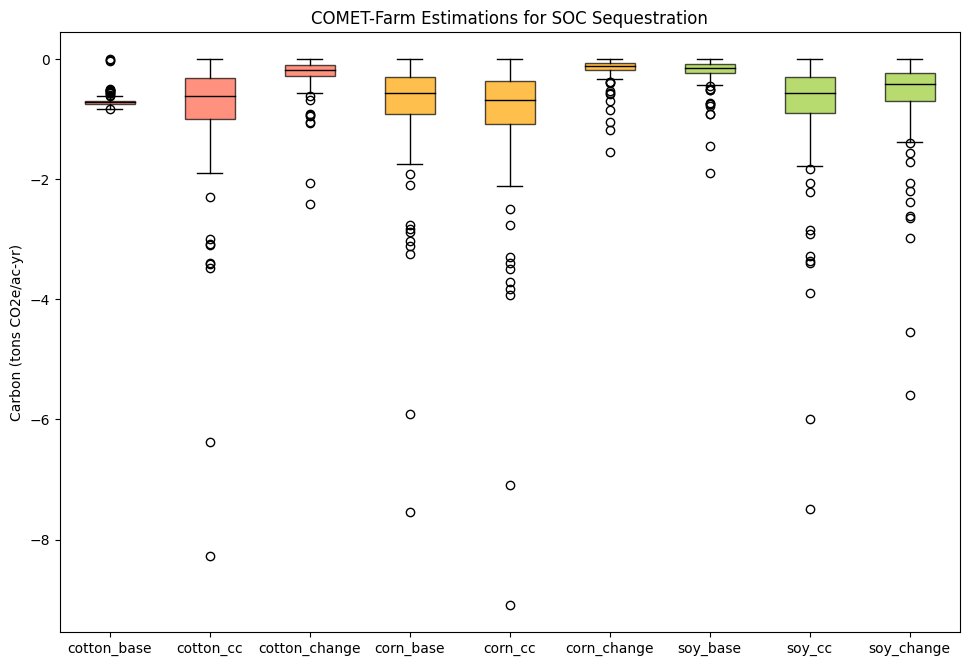 COMET-Farm Estimations for SOC Sequestration
Carbon (tons CO2e/ac-yr)
0
−2
−4
−6
−8
cotton_base cotton_cc cotton_change corn_base corn_cc corn_change soy_base soy_cc soy_change